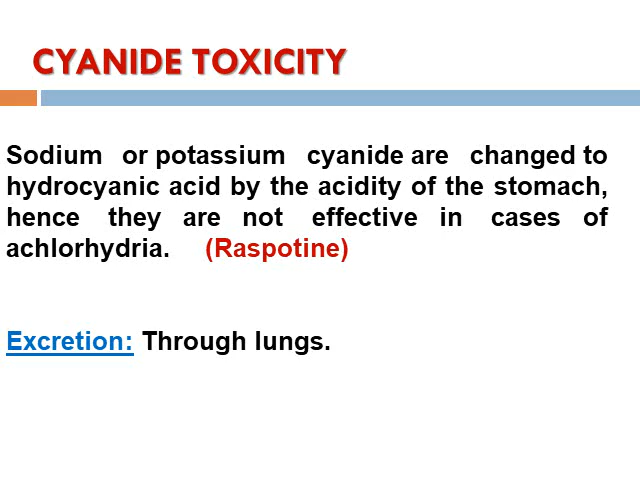 CYANIDE TOXICITY
Sodium or potassium cyanide are changed to
hydrocyanic acid by the acidity of the stomach,
hence they are not effective in cases of
achlorhydria. (Raspotine)
Excretion: Through lungs.